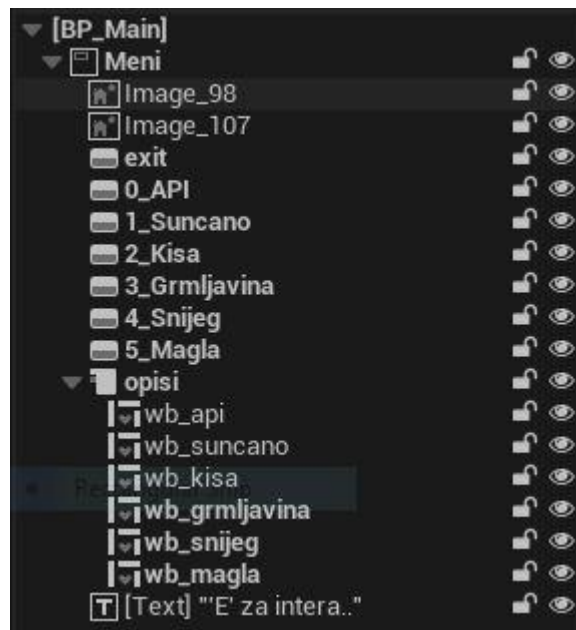 [BP_Main]
Meni
Image_98
Image_107
exit
0_API
1_Suncano
2_Kisa
3_Grmljavina
4_Snijeg
5_Magla
opisi
wb_api
wb_suncano
wb_kisa
wb_grmljavina
wb_snijeg
wb_magla
[Text] "'E' za intera.."